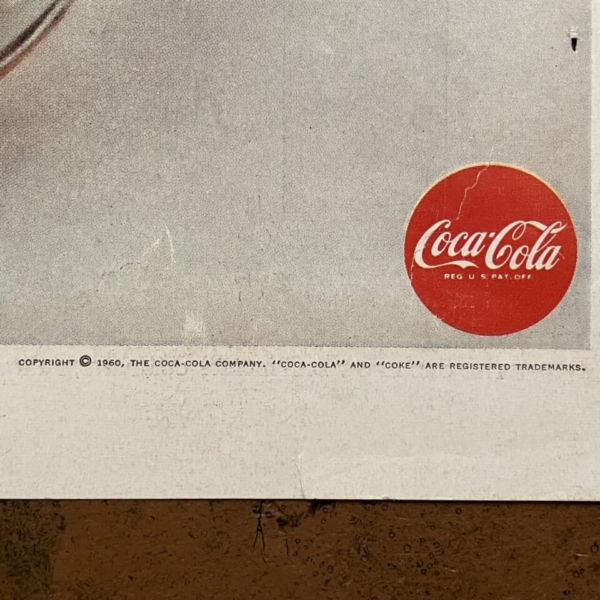 Coca-Cola
REG. U.S. PAT. OFF.
COPYRIGHT © 1960, THE COCA-COLA COMPANY. "COCA-COLA" AND "COKE" ARE REGISTERED TRADEMARKS.